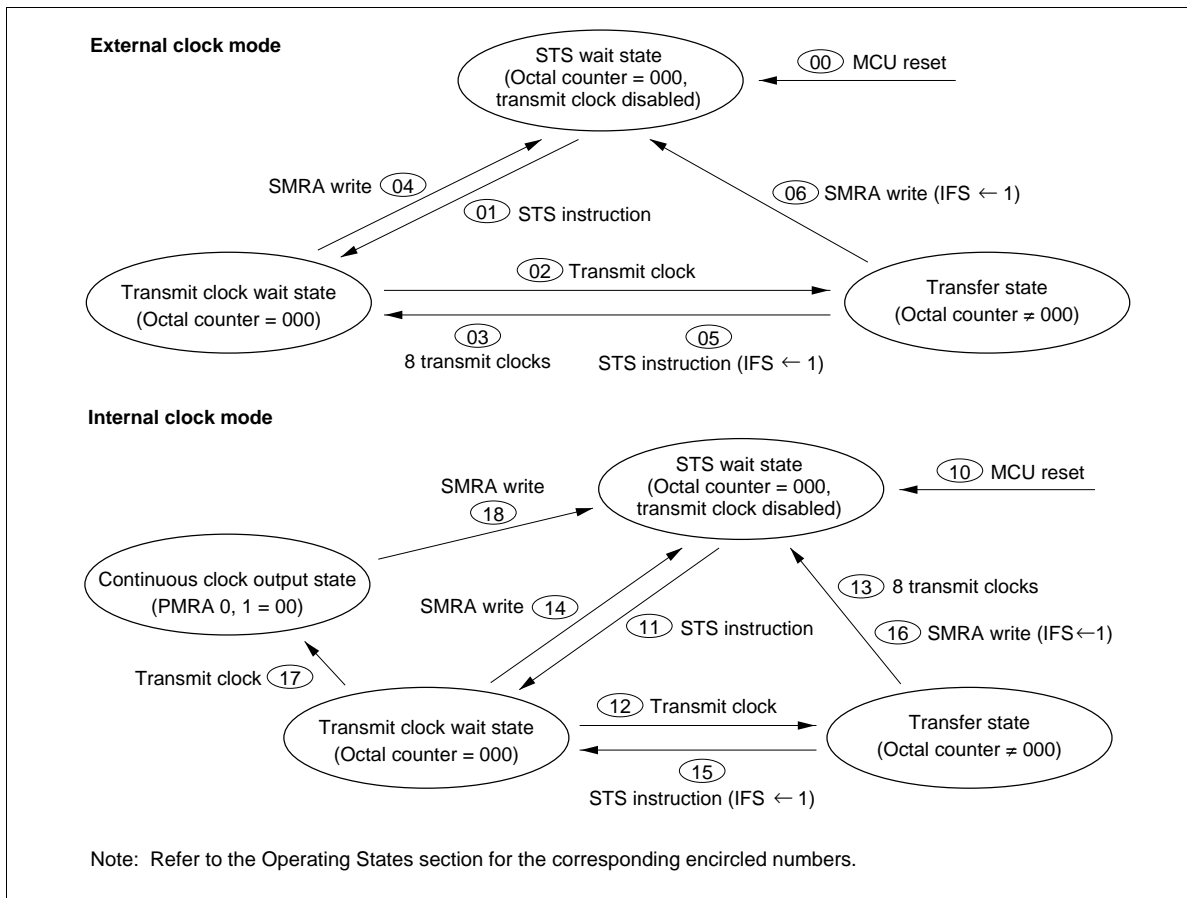 External clock mode
STS wait state
(Octal counter = 000,
transmit clock disabled)
00 MCU reset
SMRA write 04
01 STS instruction
06 SMRA write (IFS ← 1)
Transmit clock wait state
(Octal counter = 000)
02 Transmit clock
Transfer state
(Octal counter ≠ 000)
03
8 transmit clocks
05
STS instruction (IFS ← 1)
Internal clock mode
STS wait state
(Octal counter = 000,
transmit clock disabled)
10 MCU reset
SMRA write
18
Continuous clock output state
(PMRA 0, 1 = 00)
SMRA write 14
11 STS instruction
13 8 transmit clocks
16 SMRA write (IFS←1)
Transmit clock 17
Transmit clock wait state
(Octal counter = 000)
12 Transmit clock
Transfer state
(Octal counter ≠ 000)
15
STS instruction (IFS ← 1)
Note: Refer to the Operating States section for the corresponding encircled numbers.